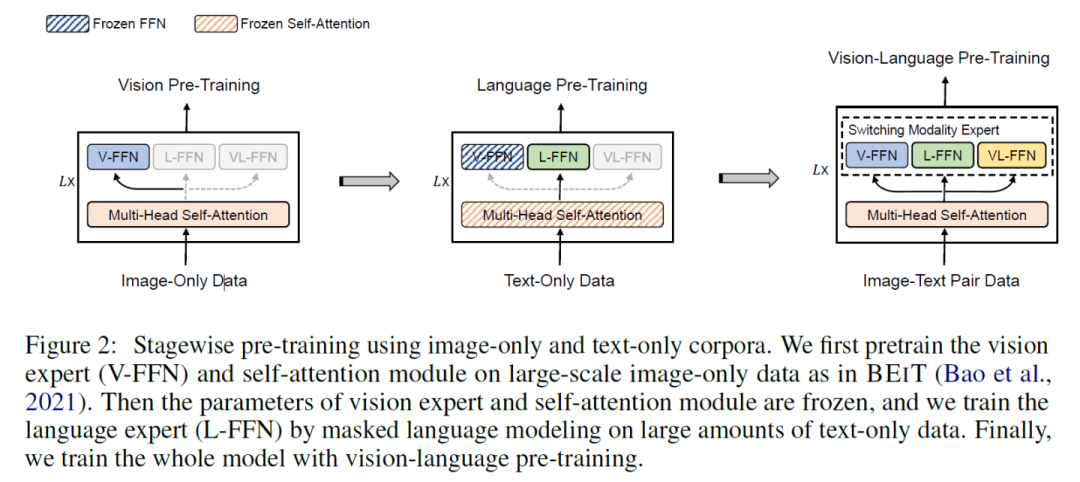 Frozen FFN Frozen Self-Attention
Vision Pre-Training
V-FFN L-FFN VL-FFN
Lx
Multi-Head Self-Attention
Image-Only Data
Language Pre-Training
V-FFN L-FFN VL-FFN
Lx
Multi-Head Self-Attention
Text-Only Data
Vision-Language Pre-Training
Switching Modality Expert
V-FFN L-FFN VL-FFN
Lx
Multi-Head Self-Attention
Image-Text Pair Data
Figure 2: Stagewise pre-training using image-only and text-only corpora. We first pretrain the vision
expert (V-FFN) and self-attention module on large-scale image-only data as in BEIT (Bao et al.,
2021). Then the parameters of vision expert and self-attention module are frozen, and we train the
language expert (L-FFN) by masked language modeling on large amounts of text-only data. Finally,
we train the whole model with vision-language pre-training.